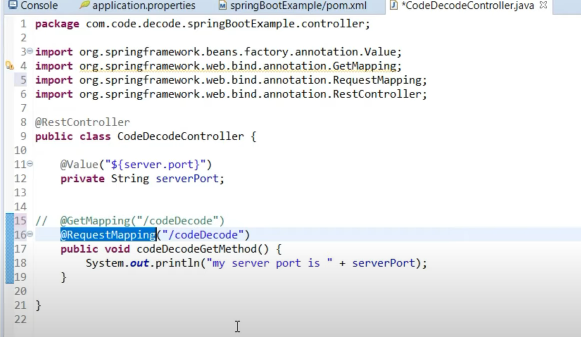 Console application.properties springBootExample/pom.xml *CodeDecodeController.java
1 package com.code.decode.springBootExample.controller;
2
3 import org.springframework.beans.factory.annotation.Value;
4 import org.springframework.web.bind.annotation.GetMapping;
5 import org.springframework.web.bind.annotation.RequestMapping;
6 import org.springframework.web.bind.annotation.RestController;
7
8 @RestController
9 public class CodeDecodeController {
10
11 @Value("${server.port}")
12 private String serverPort;
13
14
15 // @GetMapping("/codeDecode")
16 @RequestMapping("/codeDecode")
17 public void codeDecodeGetMethod() {
18 System.out.println("my server port is " + serverPort);
19 }
20
21 }
22